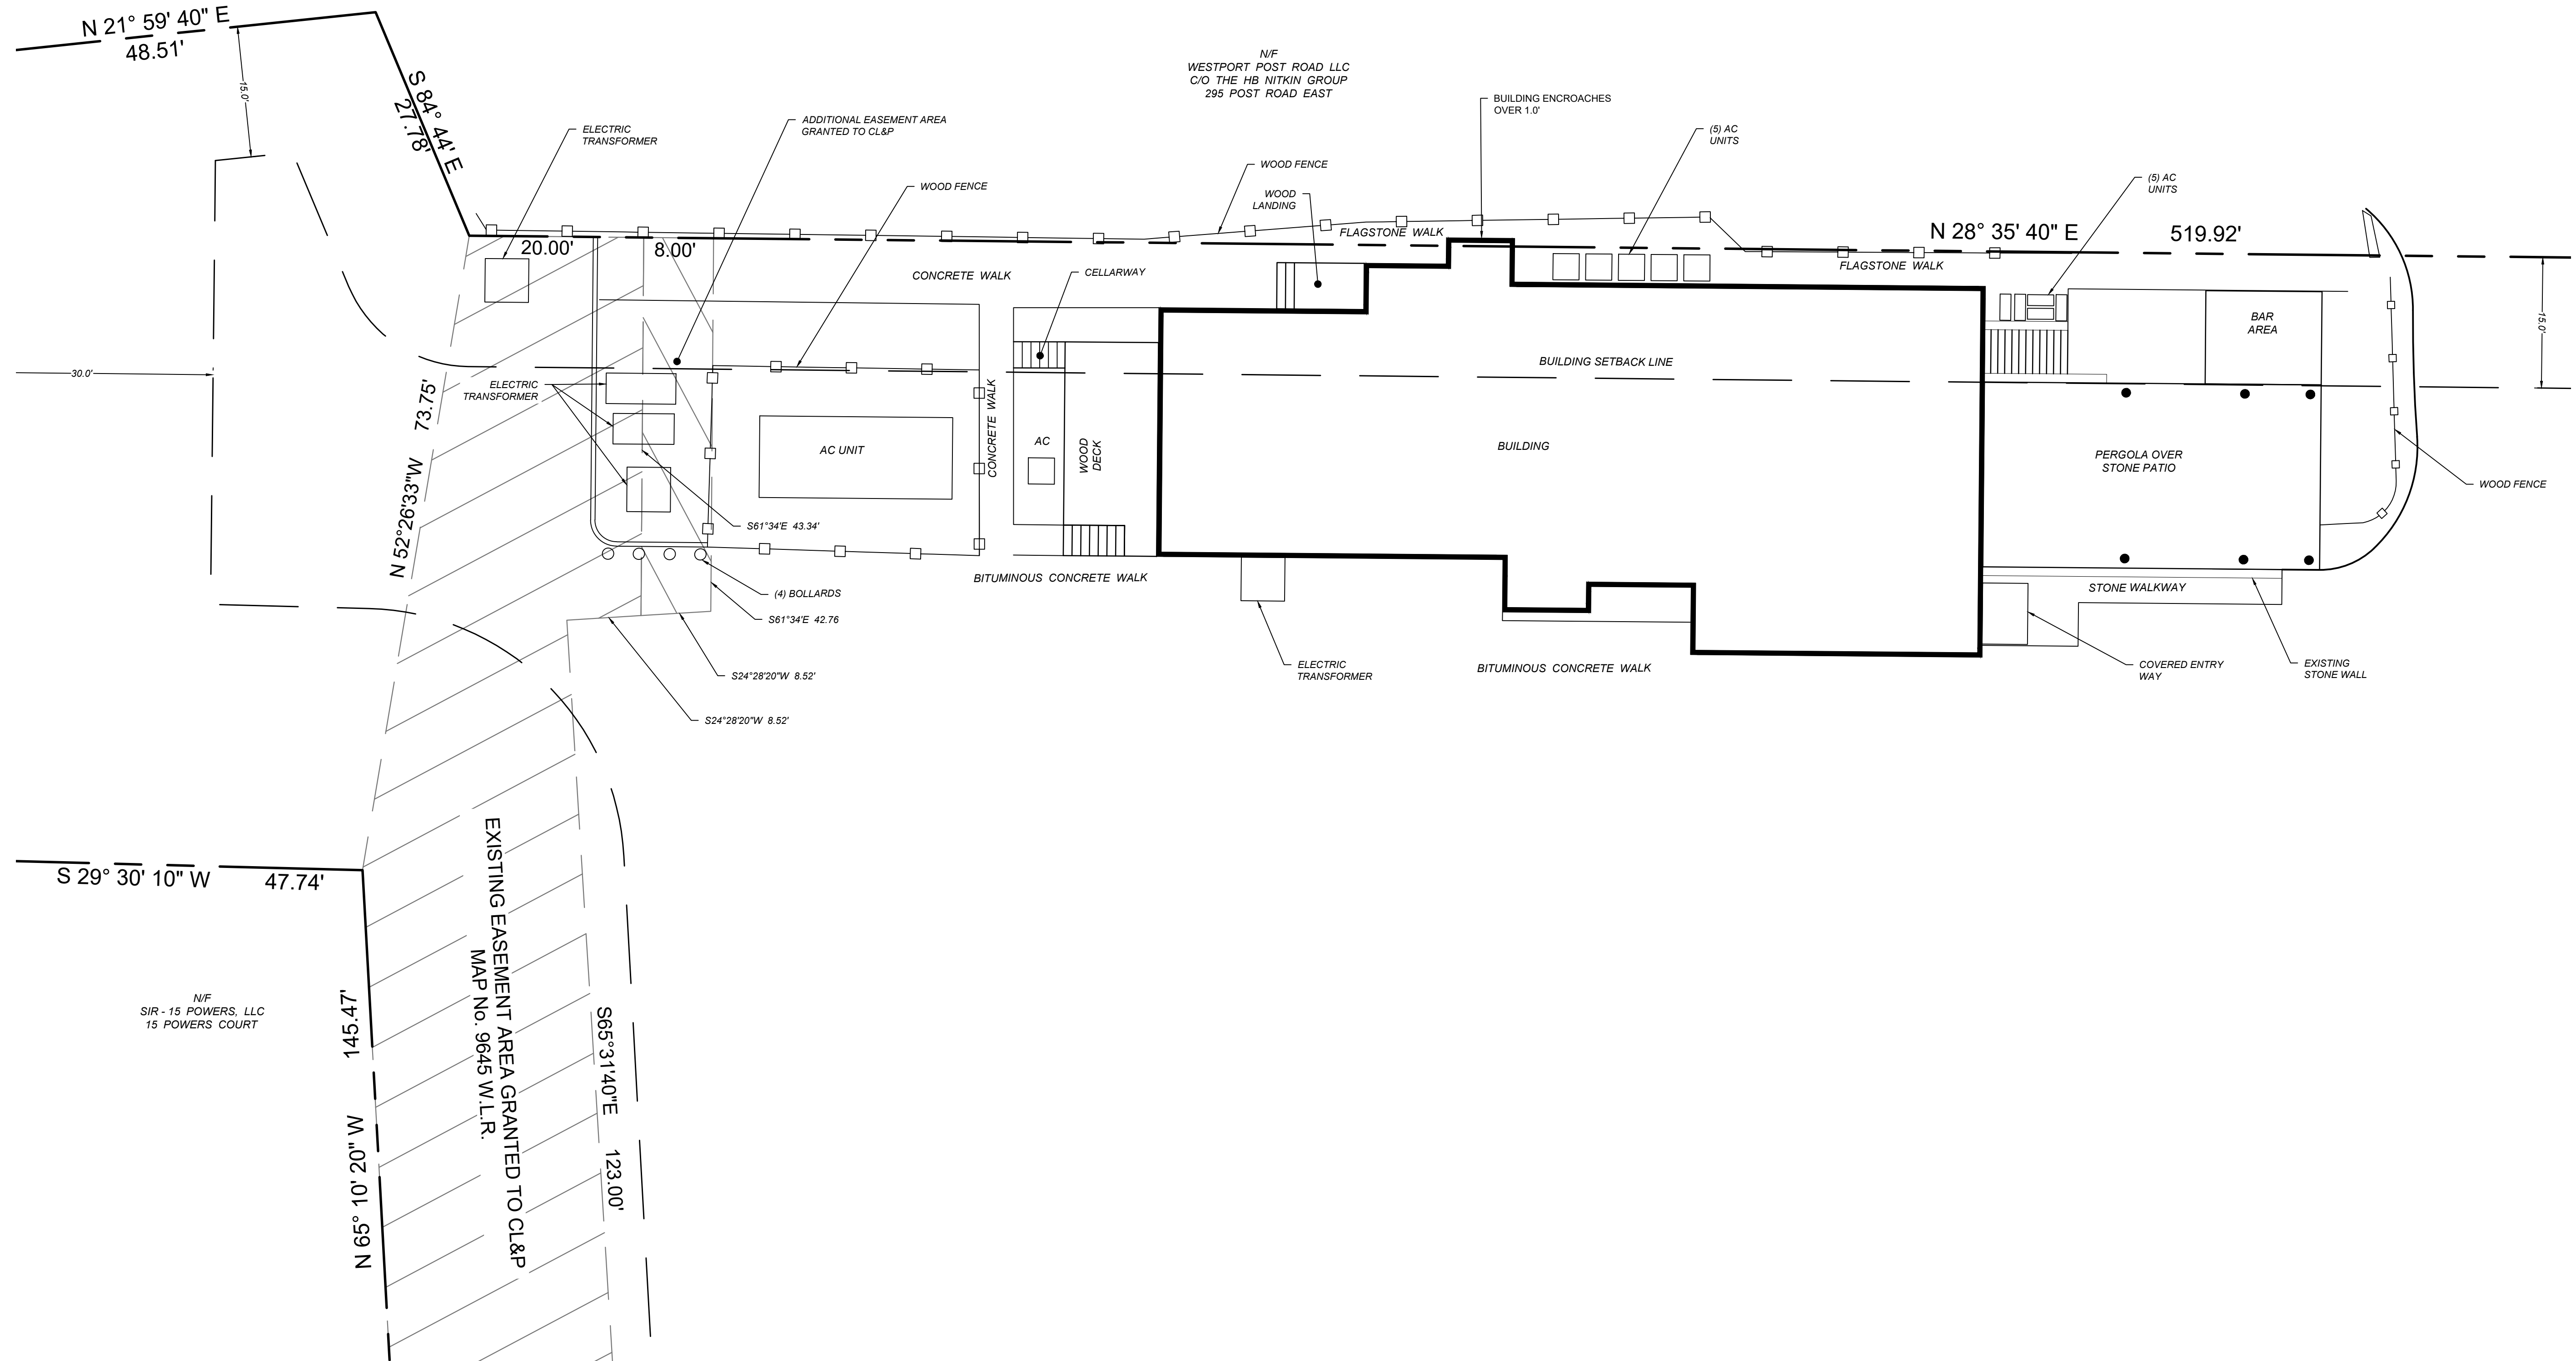 N 21° 59' 40" E
48.51'
15.0'
S 84° 44' E
27.78'
N/F
WESTPORT POST ROAD LLC
C/O THE HB NITKIN GROUP
295 POST ROAD EAST
BUILDING ENCROACHES
OVER 1.0'
ELECTRIC
TRANSFORMER
ADDITIONAL EASEMENT AREA
GRANTED TO CL&P
(5) AC
UNITS
WOOD FENCE
WOOD FENCE
WOOD
LANDING
(5) AC
UNITS
FLAGSTONE WALK
N 28° 35' 40" E 519.92'
20.00'
8.00'
CONCRETE WALK
CELLARWAY
FLAGSTONE WALK
15.0'
BAR
AREA
BUILDING SETBACK LINE
30.0'
ELECTRIC
TRANSFORMER
73.75'
N 52°26'33"W
AC UNIT
CONCRETE WALK
AC
WOOD
DECK
BUILDING
PERGOLA OVER
STONE PATIO
WOOD FENCE
S61°34'E 43.34'
BITUMINOUS CONCRETE WALK
(4) BOLLARDS
STONE WALKWAY
S61°34'E 42.76
S24°28'20"W 8.52'
ELECTRIC
TRANSFORMER
BITUMINOUS CONCRETE WALK
COVERED ENTRY
WAY
EXISTING
STONE WALL
S24°28'20"W 8.52'
S 29° 30' 10" W 47.74'
EXISTING EASEMENT AREA GRANTED TO CL&P
MAP No. 9645 W.L.R.
N/F
SIR - 15 POWERS, LLC
15 POWERS COURT
N 65° 10' 20" W 145.47'
S65°31'40"E 123.00'